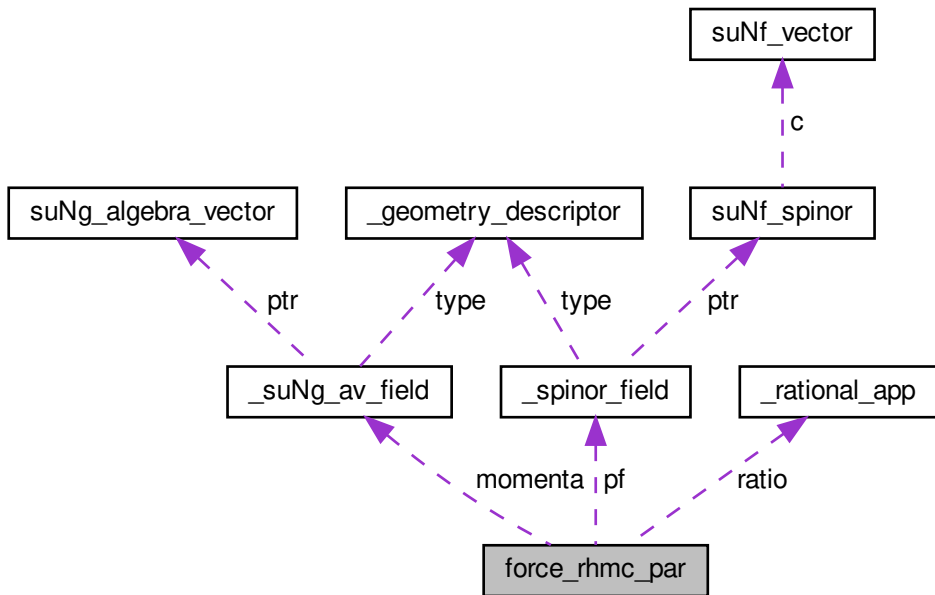 suNf_vector
c
suNg_algebra_vector
_geometry_descriptor
suNf_spinor
ptr
type
type
ptr
_suNg_av_field
_spinor_field
_rational_app
momenta
pf
ratio
force_rhmc_par